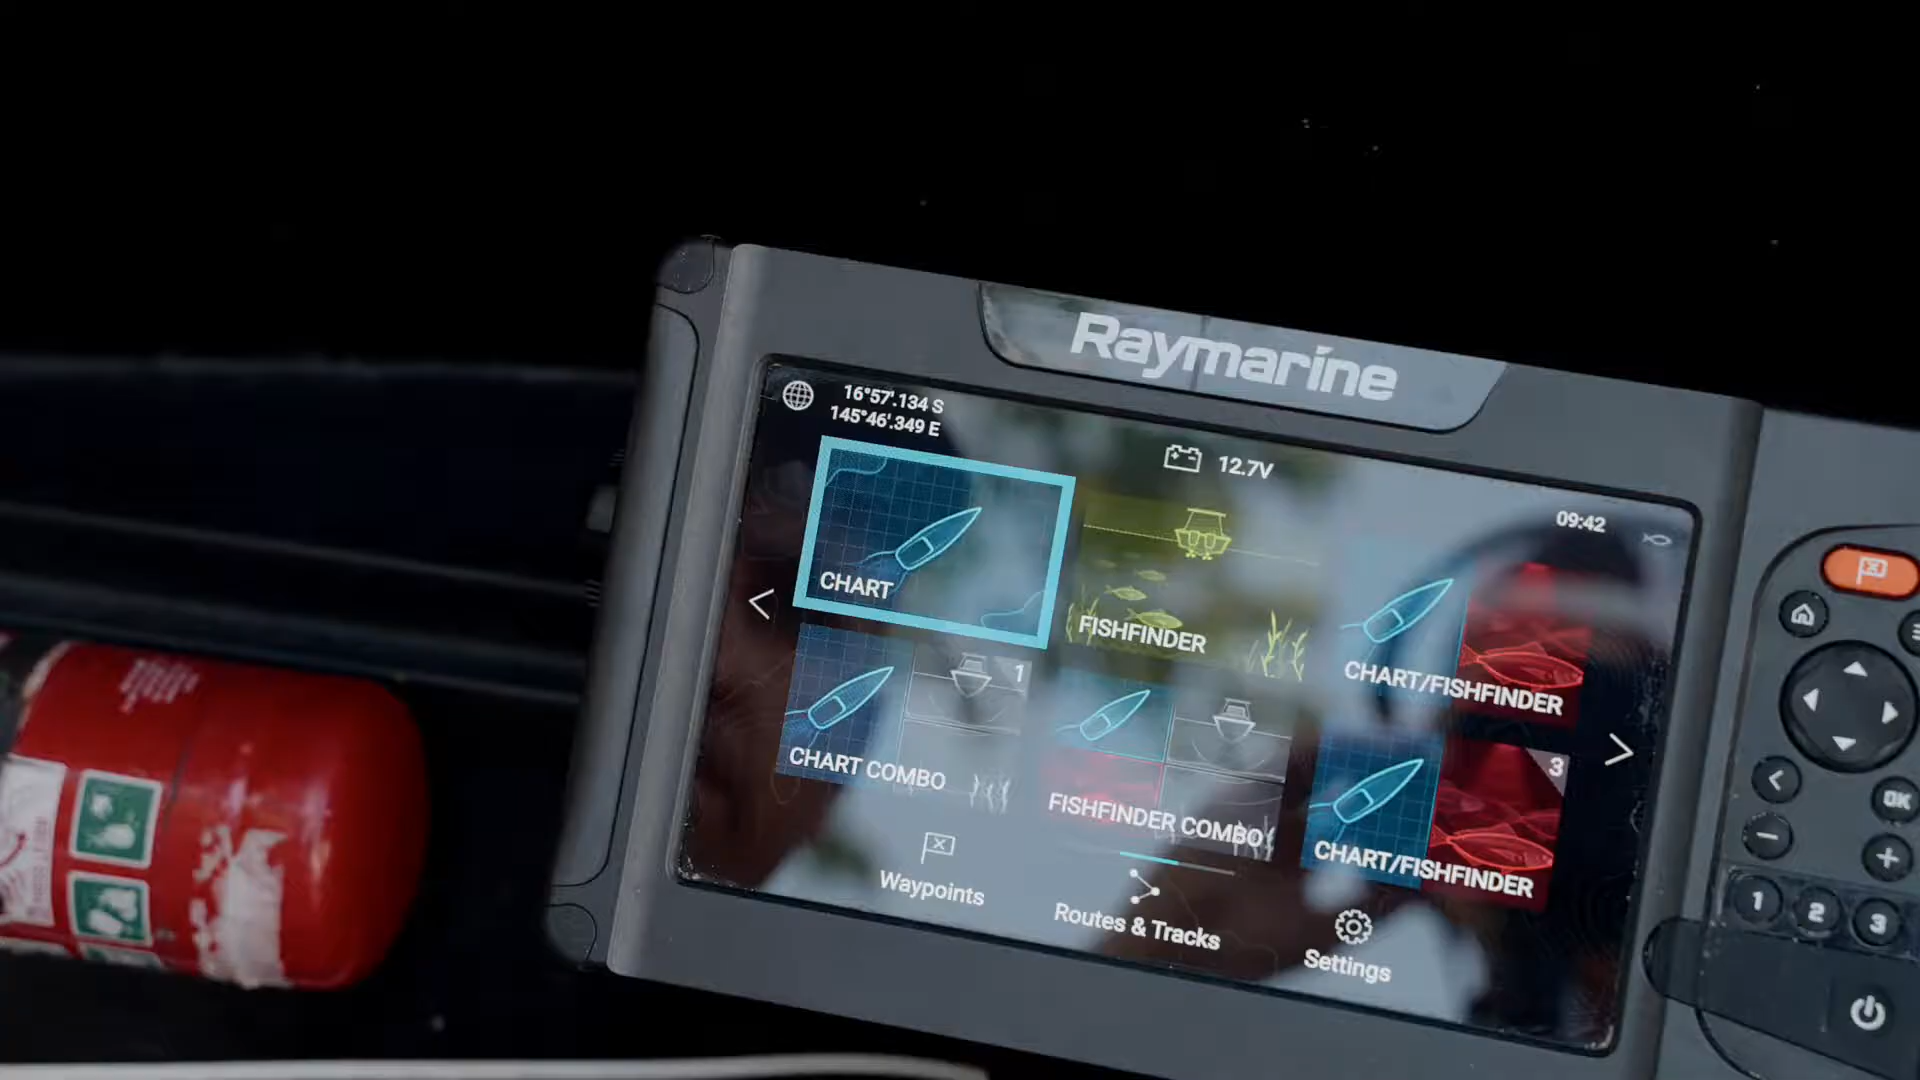 Raymarine
16°57'.134 S
145°46'.349 E
12.7V
09:42
CHART
FISHFINDER
CHART/FISHFINDER
1
CHART COMBO
FISHFINDER COMBO
3
CHART/FISHFINDER
Waypoints
Routes & Tracks
Settings
OK
1 2 3